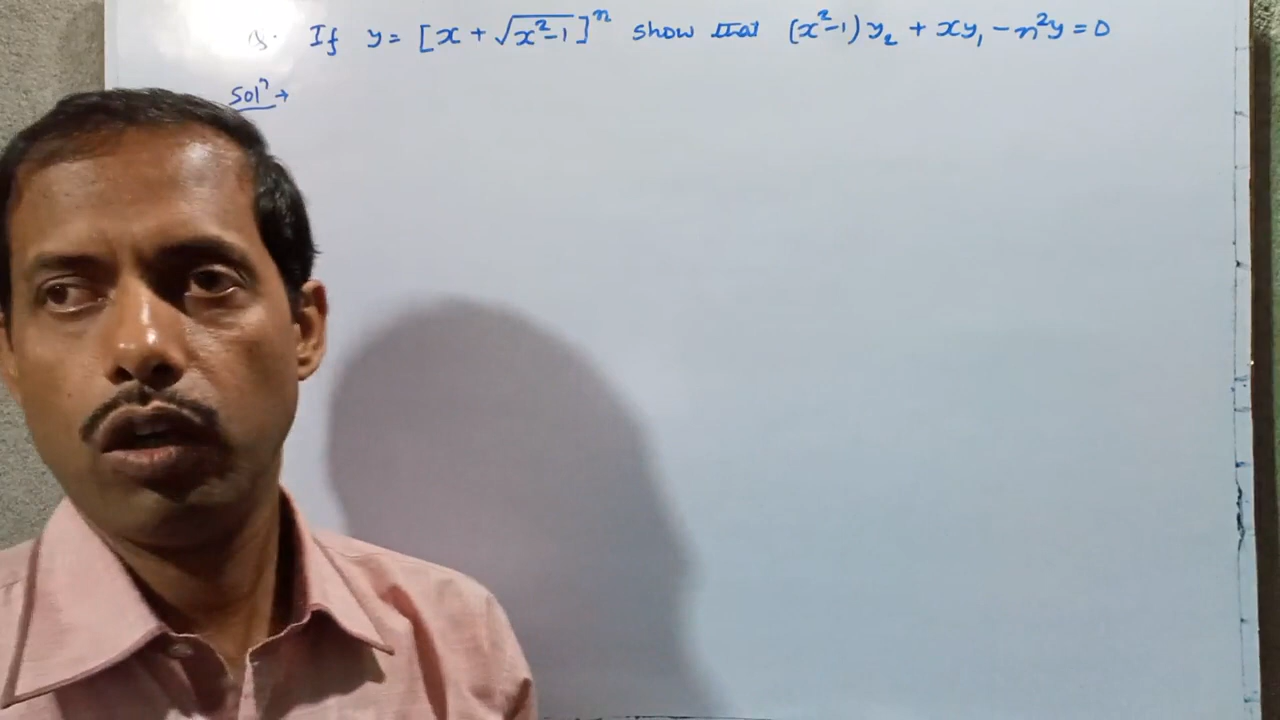 Q. If y = [x + √x²-1]ⁿ show that (x²-1) y₂ + xy₁ - n²y = 0
Solⁿ →